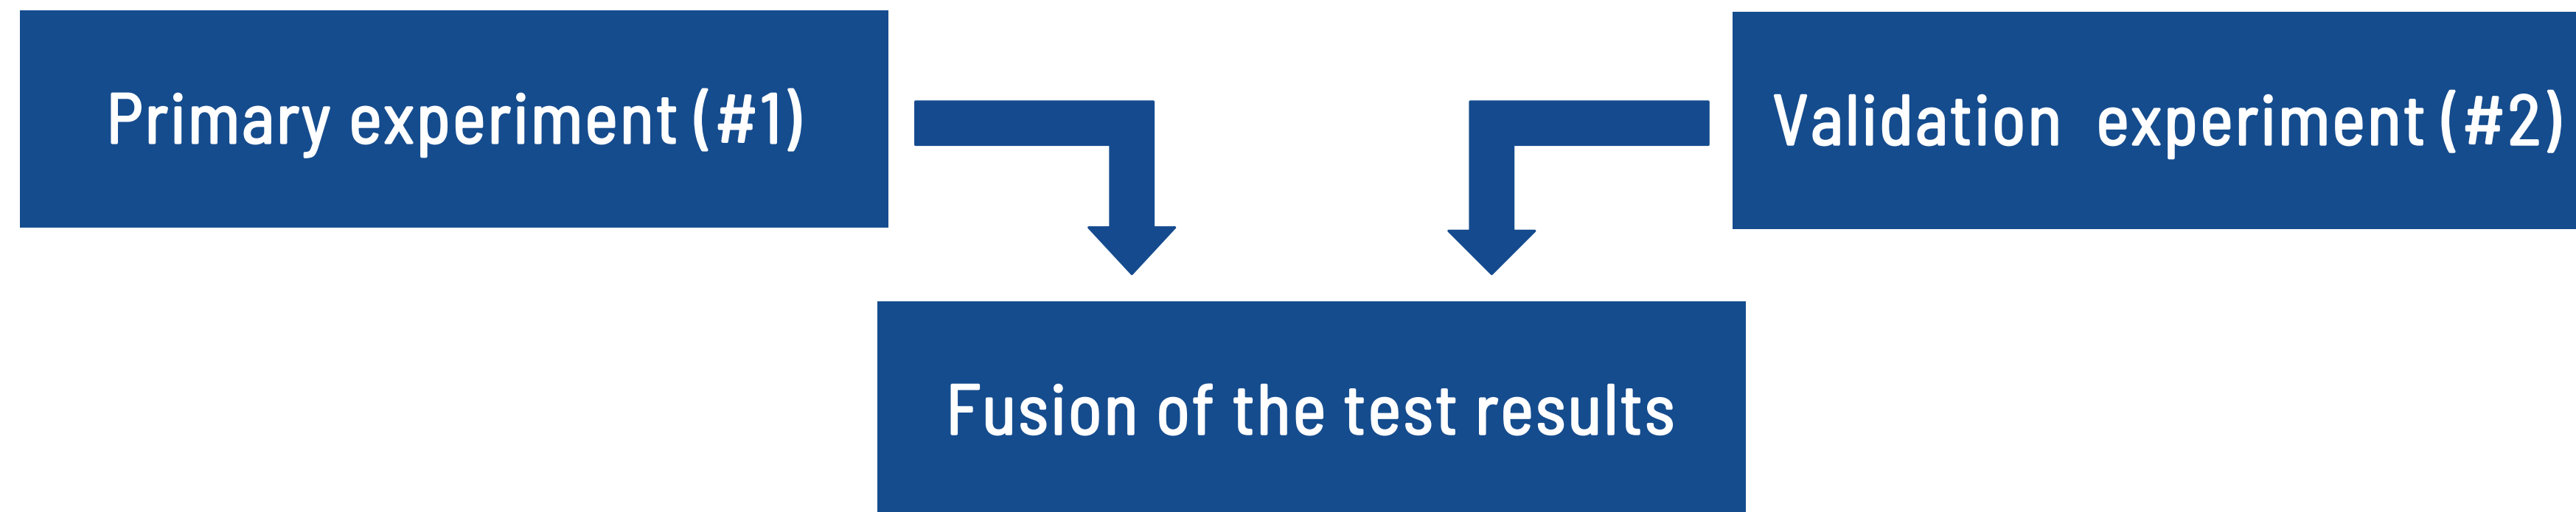 Primary experiment (#1)
Validation experiment (#2)
Fusion of the test results